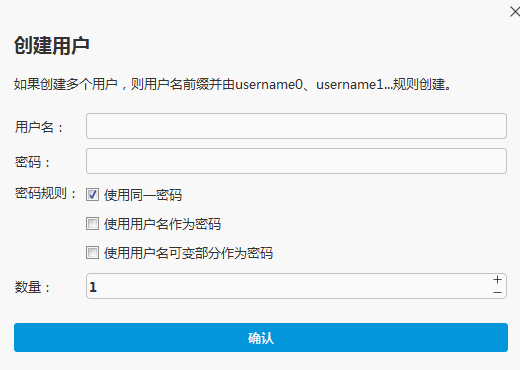 创建用户
如果创建多个用户，则用户名前缀并由username0、username1...规则创建。
用户名：
密码：
密码规则： 使用同一密码
使用用户名作为密码
使用用户名可变部分作为密码
数量： 1
确认